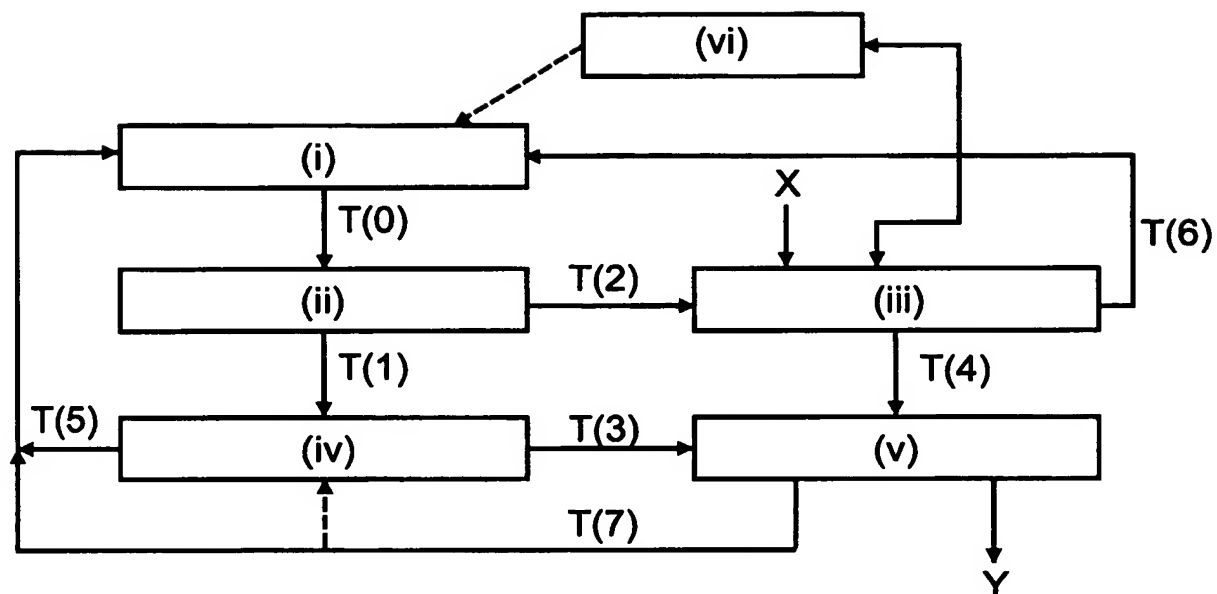 (vi)
(i)
X
T(0)
T(6)
T(2)
(ii)
(iii)
T(1)
T(4)
T(5)
T(3)
(iv)
(v)
T(7)
Y